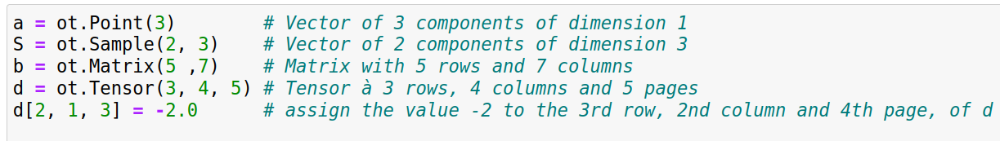 a = ot.Point(3)        # Vector of 3 components of dimension 1
S = ot.Sample(2, 3)    # Vector of 2 components of dimension 3
b = ot.Matrix(5 ,7)    # Matrix with 5 rows and 7 columns
d = ot.Tensor(3, 4, 5) # Tensor à 3 rows, 4 columns and 5 pages
d[2, 1, 3] = -2.0      # assign the value -2 to the 3rd row, 2nd column and 4th page, of d